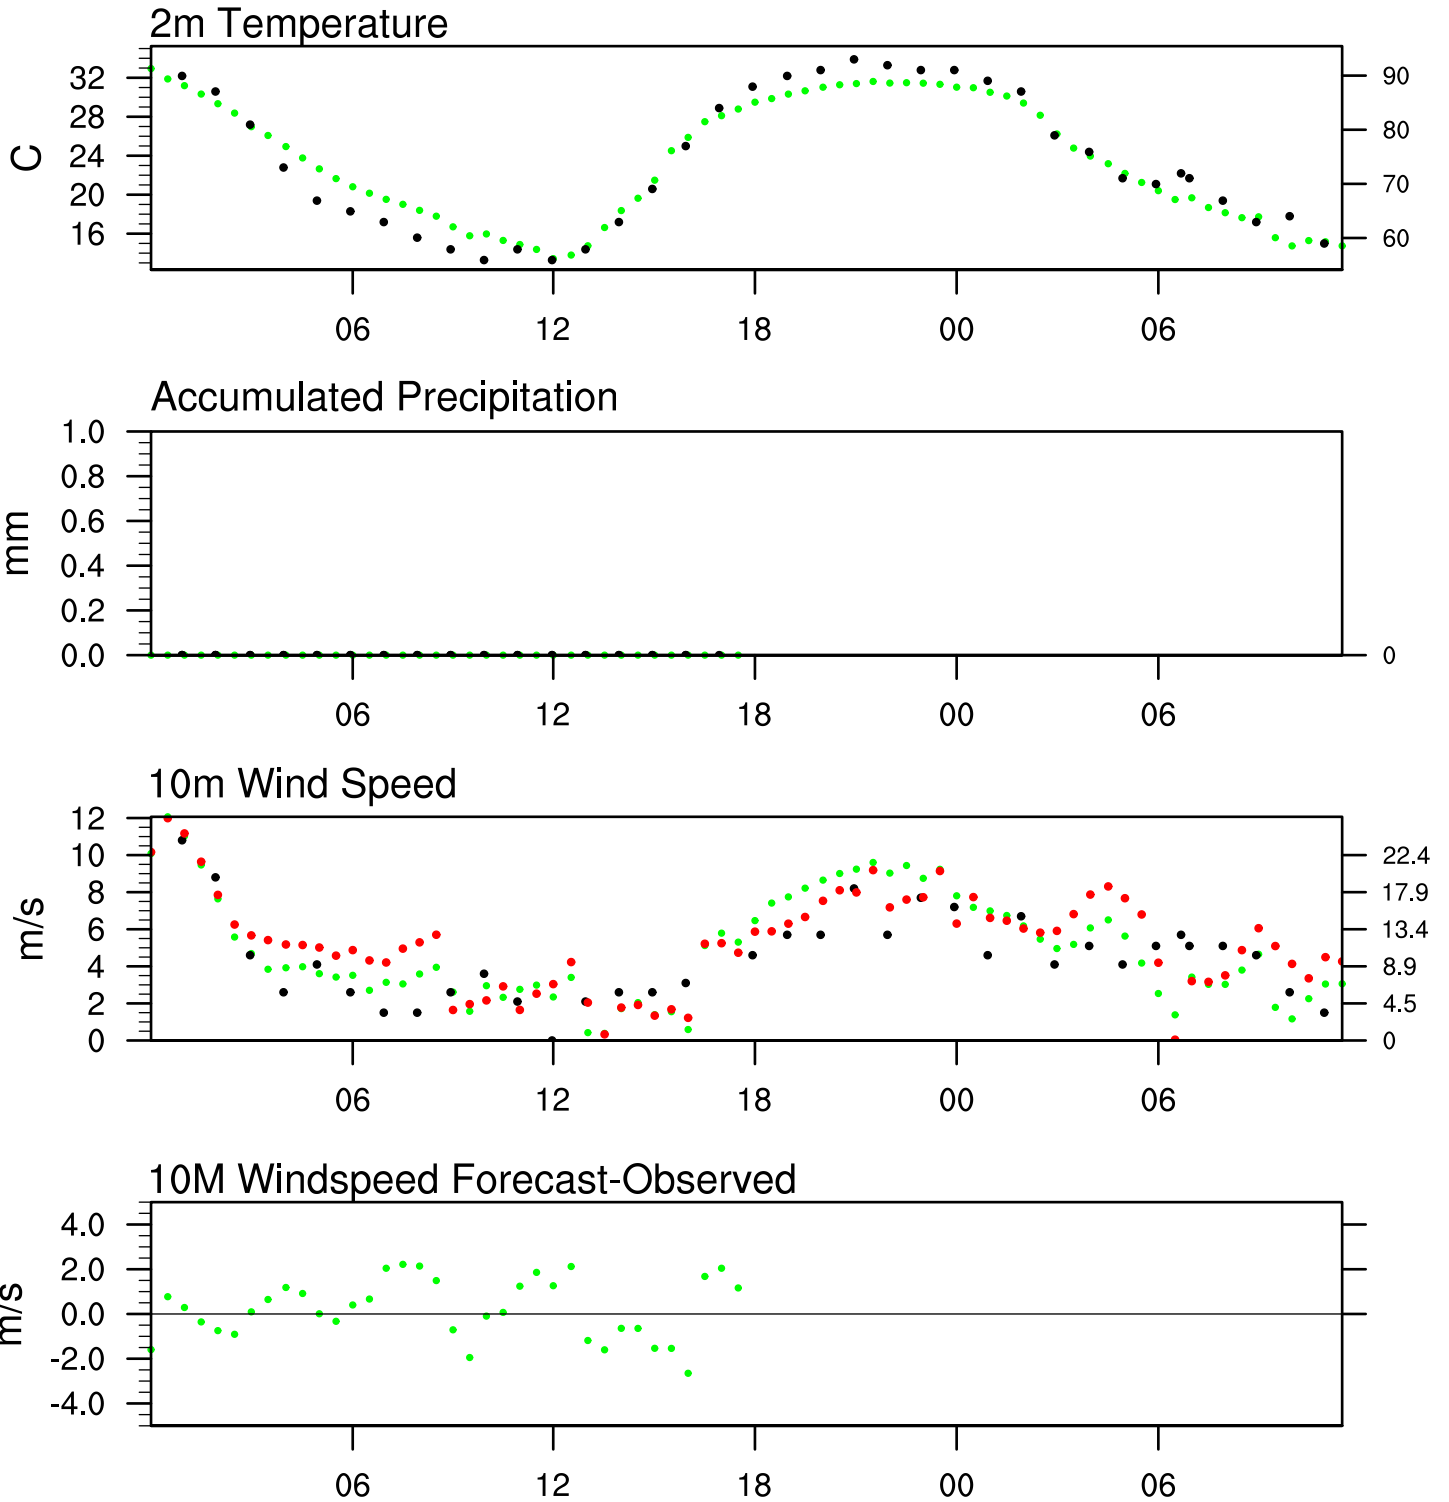 2m Temperature
C
32
28
24
20
16
90
80
70
60
06 12 18 00 06
Accumulated Precipitation
mm
1.0
0.8
0.6
0.4
0.2
0.0
0
06 12 18 00 06
10m Wind Speed
m/s
12
10
8
6
4
2
0
22.4
17.9
13.4
8.9
4.5
0
06 12 18 00 06
10M Windspeed Forecast-Observed
m/s
4.0
2.0
0.0
-2.0
-4.0
06 12 18 00 06